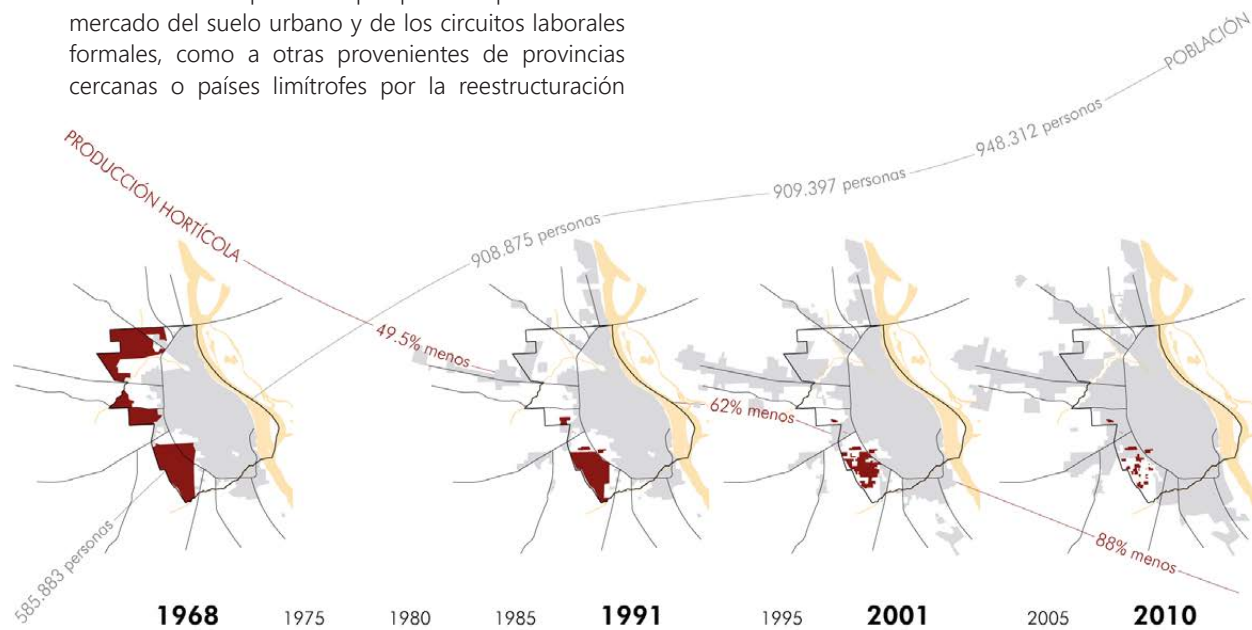 mercado del suelo urbano y de los circuitos laborales
formales, como a otras provenientes de provincias
cercanas o países limítrofes por la reestructuración
POBLACIÓN
948.312 personas
909.397 personas
908.875 personas
585.883 personas
PRODUCCIÓN HORTÍCOLA
49.5% menos
62% menos
88% menos
1968 1975 1980 1985 1991 1995 2001 2005 2010